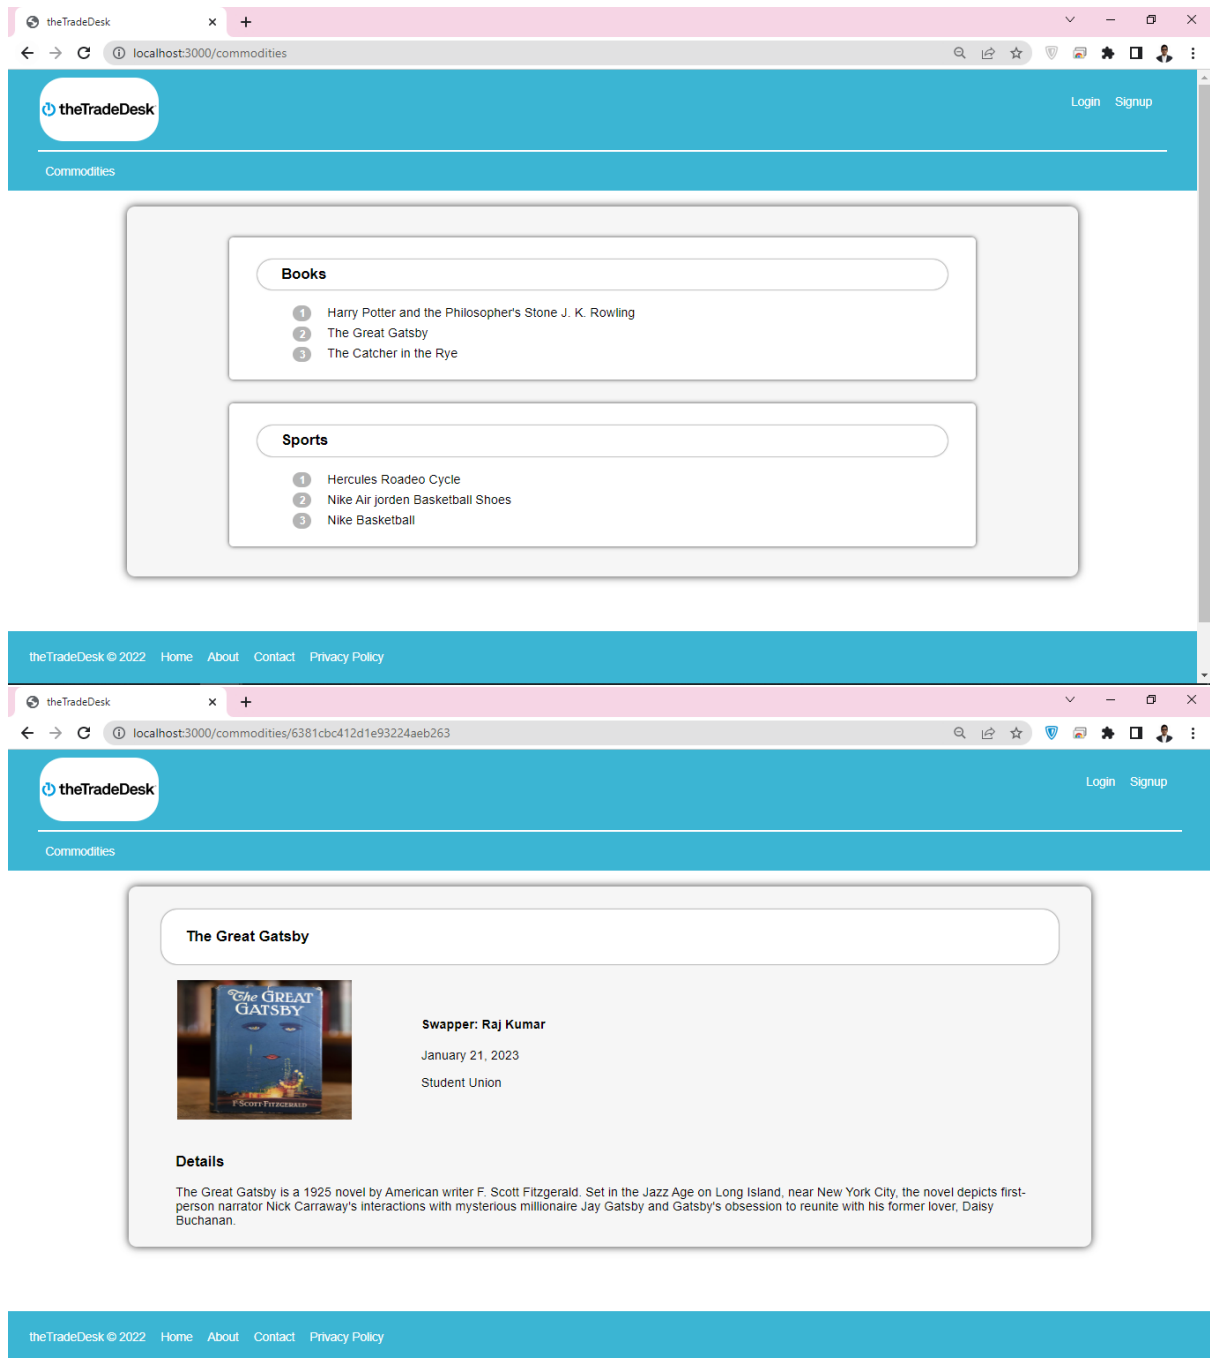 theTradeDesk
localhost:3000/commodities
theTradeDesk
Login Signup
Commodities
Books
1 Harry Potter and the Philosopher's Stone J. K. Rowling
2 The Great Gatsby
3 The Catcher in the Rye
Sports
1 Hercules Roadeo Cycle
2 Nike Air jorden Basketball Shoes
3 Nike Basketball
theTradeDesk © 2022 Home About Contact Privacy Policy
theTradeDesk
localhost:3000/commodities/6381cbc412d1e93224aeb263
theTradeDesk
Login Signup
Commodities
The Great Gatsby
The GREAT
GATSBY
F·SCOTT·FITZGERALD
Swapper: Raj Kumar
January 21, 2023
Student Union
Details
The Great Gatsby is a 1925 novel by American writer F. Scott Fitzgerald. Set in the Jazz Age on Long Island, near New York City, the novel depicts first-
person narrator Nick Carraway's interactions with mysterious millionaire Jay Gatsby and Gatsby's obsession to reunite with his former lover, Daisy
Buchanan.
theTradeDesk © 2022 Home About Contact Privacy Policy